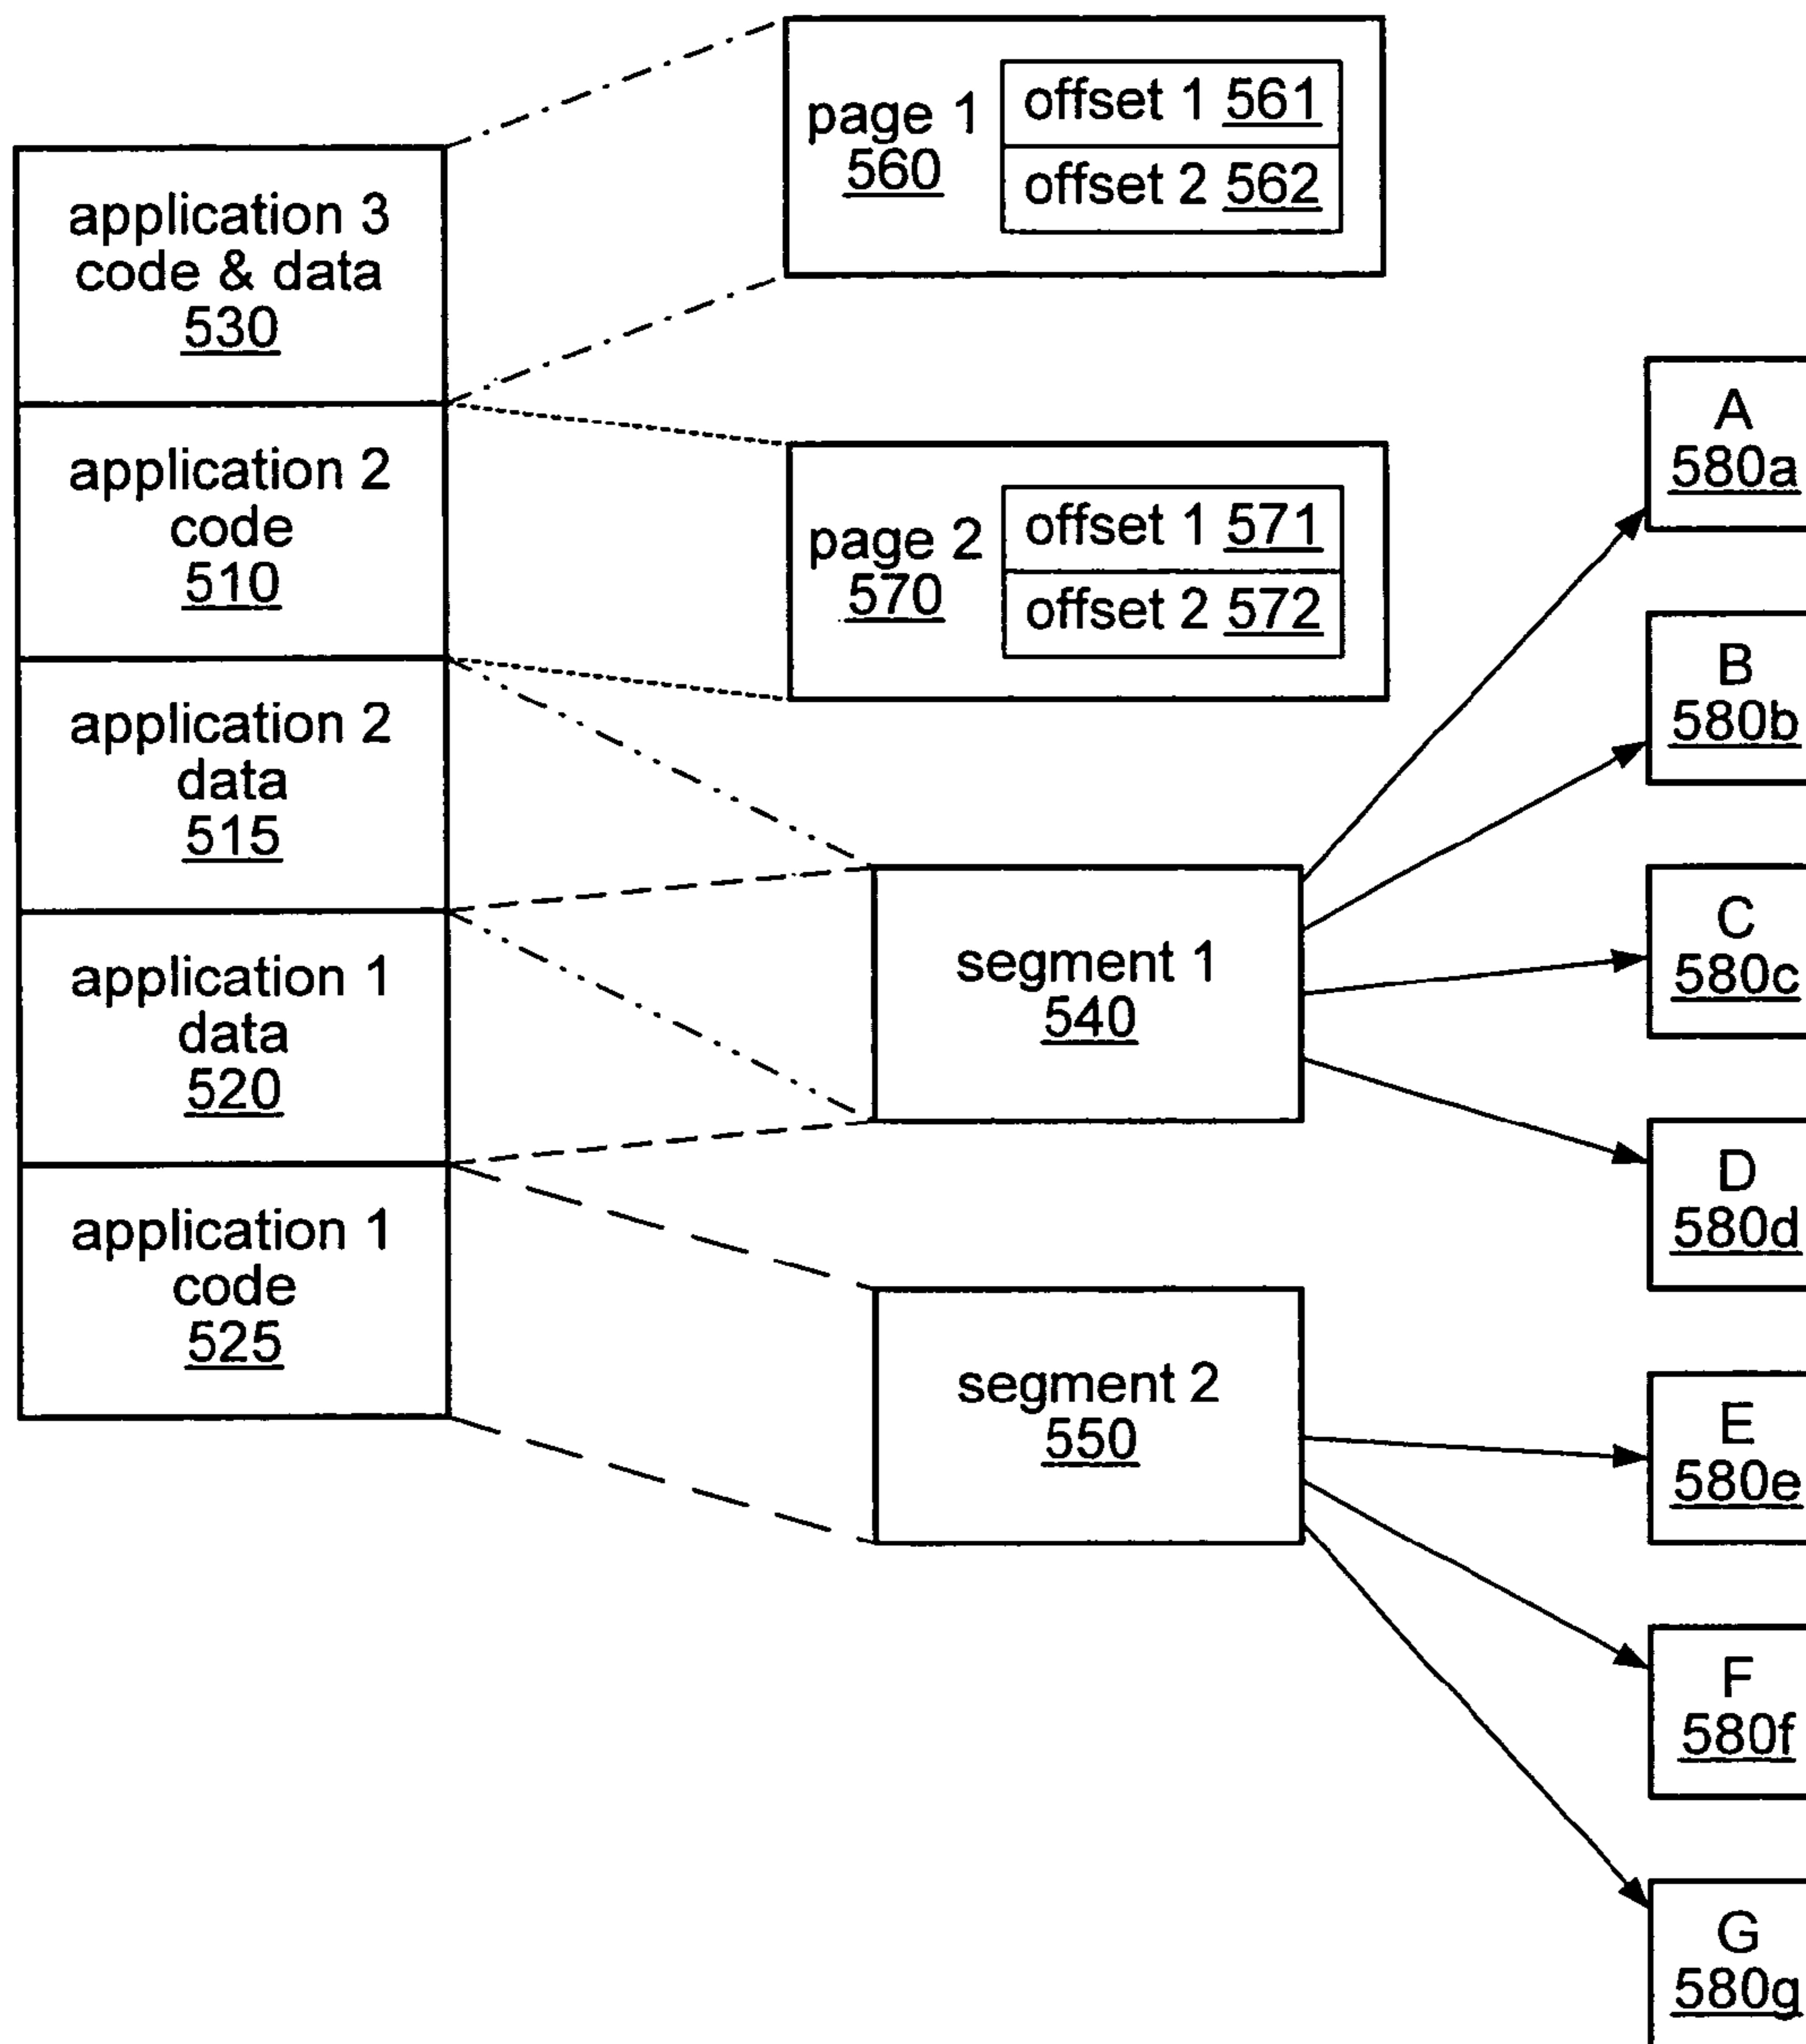 application 3
code & data
530
application 2
code
510
application 2
data
515
application 1
data
520
application 1
code
525
page 1
560
offset 1 561
offset 2 562
page 2
570
offset 1 571
offset 2 572
segment 1
540
segment 2
550
A
580a
B
580b
C
580c
D
580d
E
580e
F
580f
G
580g